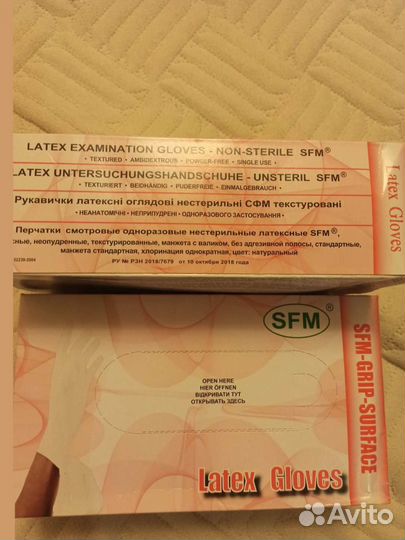 LATEX EXAMINATION GLOVES - NON-STERILE SFM®
• TEXTURED • AMBIDEXTROUS • POWDER-FREE • SINGLE USE •
LATEX UNTERSUCHUNGSHANDSCHUHE - UNSTERIL SFM®
• TEXTURIERT • BEIDHÄNDIG • PUDERFREIE • EINMALGEBRAUCH •
Рукавички латексні оглядові нестерильні СФМ текстуровані
• НЕАНАТОМІЧНІ • НЕПРИПУДРЕНІ • ОДНОРАЗОВОГО ЗАСТОСУВАННЯ •
Перчатки смотровые одноразовые нестерильные латексные SFM®,
неопудренные, текстурированные, манжета с валиком, без адгезивной полосы, стандартные,
манжета стандартная, хлоринация однократная, цвет: натуральный
РУ № РЗН 2018/7679 от 10 октября 2018 года
Latex Gloves
SFM®
SFM-GRIP-SURFACE
OPEN HERE
HIER ÖFFNEN
ВІДКРИВАТИ ТУТ
ОТКРЫВАТЬ ЗДЕСЬ
Latex Gloves
Avito